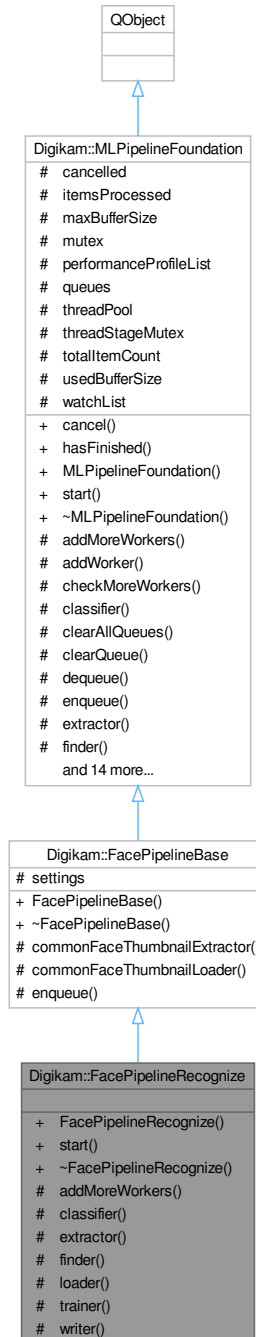 QObject
Digikam::MLPipelineFoundation
# cancelled
# itemsProcessed
# maxBufferSize
# mutex
# performanceProfileList
# queues
# threadPool
# threadStageMutex
# totalItemCount
# usedBufferSize
# watchList
+ cancel()
+ hasFinished()
+ MLPipelineFoundation()
+ start()
+ ~MLPipelineFoundation()
# addMoreWorkers()
# addWorker()
# checkMoreWorkers()
# classifier()
# clearAllQueues()
# clearQueue()
# dequeue()
# enqueue()
# extractor()
# finder()
and 14 more...
Digikam::FacePipelineBase
# settings
+ FacePipelineBase()
+ ~FacePipelineBase()
# commonFaceThumbnailExtractor(
# commonFaceThumbnailLoader()
# enqueue()
Digikam::FacePipelineRecognize
+ FacePipelineRecognize()
+ start()
+ ~FacePipelineRecognize()
# addMoreWorkers()
# classifier()
# extractor()
# finder()
# loader()
# trainer()
# writer()